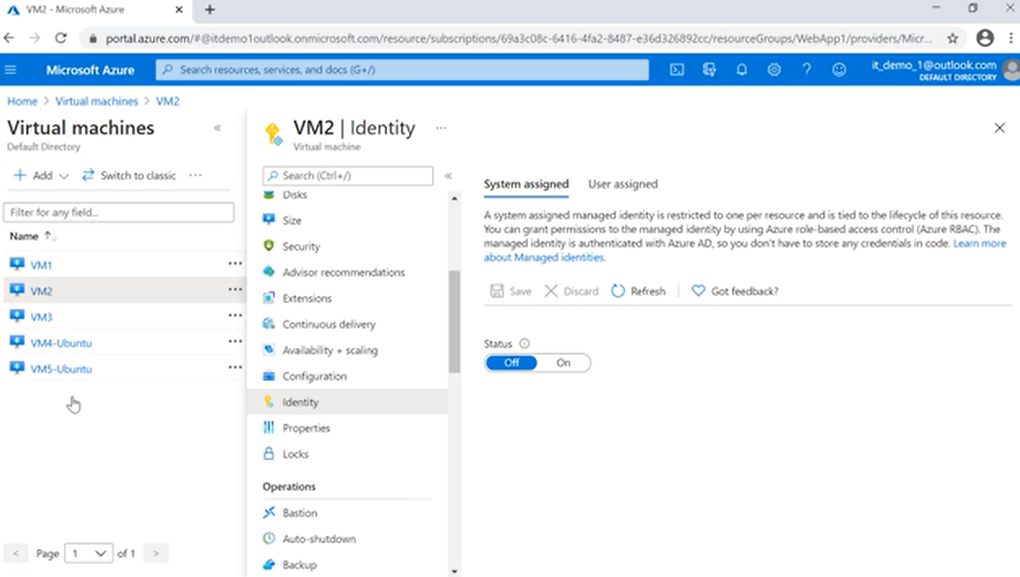 VM2 - Microsoft Azure
portal.azure.com/#@itdemo1outlook.onmicrosoft.com/resource/subscriptions/69a3c08c-6416-4fa2-8487-e36d326892cc/resourceGroups/WebApp1/providers/Micr...
Microsoft Azure
Search resources, services, and docs (G+/)
it_demo_1@outlook.com
DEFAULT DIRECTORY
Home > Virtual machines > VM2
Virtual machines
Default Directory
+ Add
Switch to classic
...
Filter for any field...
Name
VM1
VM2
VM3
VM4-Ubuntu
VM5-Ubuntu
< Page 1 of 1 >
VM2 | Identity
Virtual machine
Search (Ctrl+/)
Disks
Size
Security
Advisor recommendations
Extensions
Continuous delivery
Availability + scaling
Configuration
Identity
Properties
Locks
Operations
Bastion
Auto-shutdown
Backup
System assigned User assigned
A system assigned managed identity is restricted to one per resource and is tied to the lifecycle of this resource.
You can grant permissions to the managed identity by using Azure role-based access control (Azure RBAC). The
managed identity is authenticated with Azure AD, so you don't have to store any credentials in code. Learn more
about Managed identities.
Save Discard Refresh Got feedback?
Status
Off On